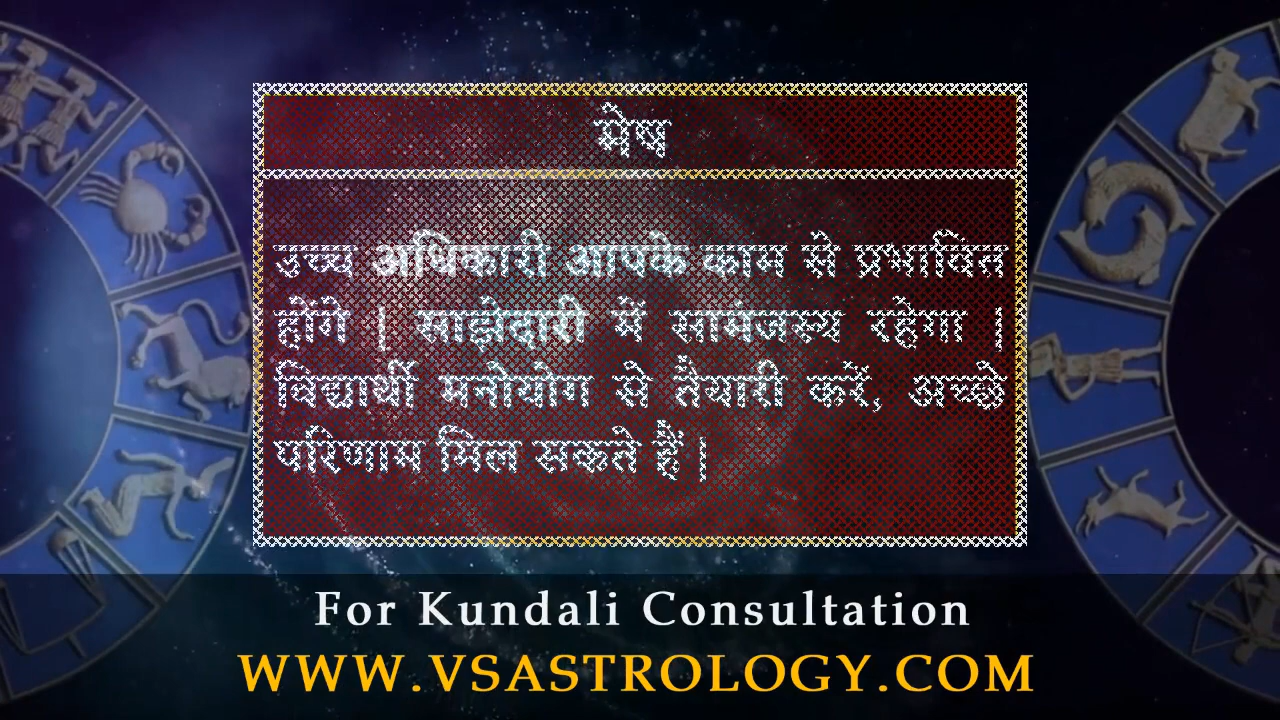 मेष
उच्च अधिकारी आपके काम से प्रभावित
होंगे | साझेदारी में सामंजस्य रहेगा |
विद्यार्थी मनोयोग से तैयारी करें, अच्छे
परिणाम मिल सकते हैं |
For Kundali Consultation
WWW.VSASTROLOGY.COM